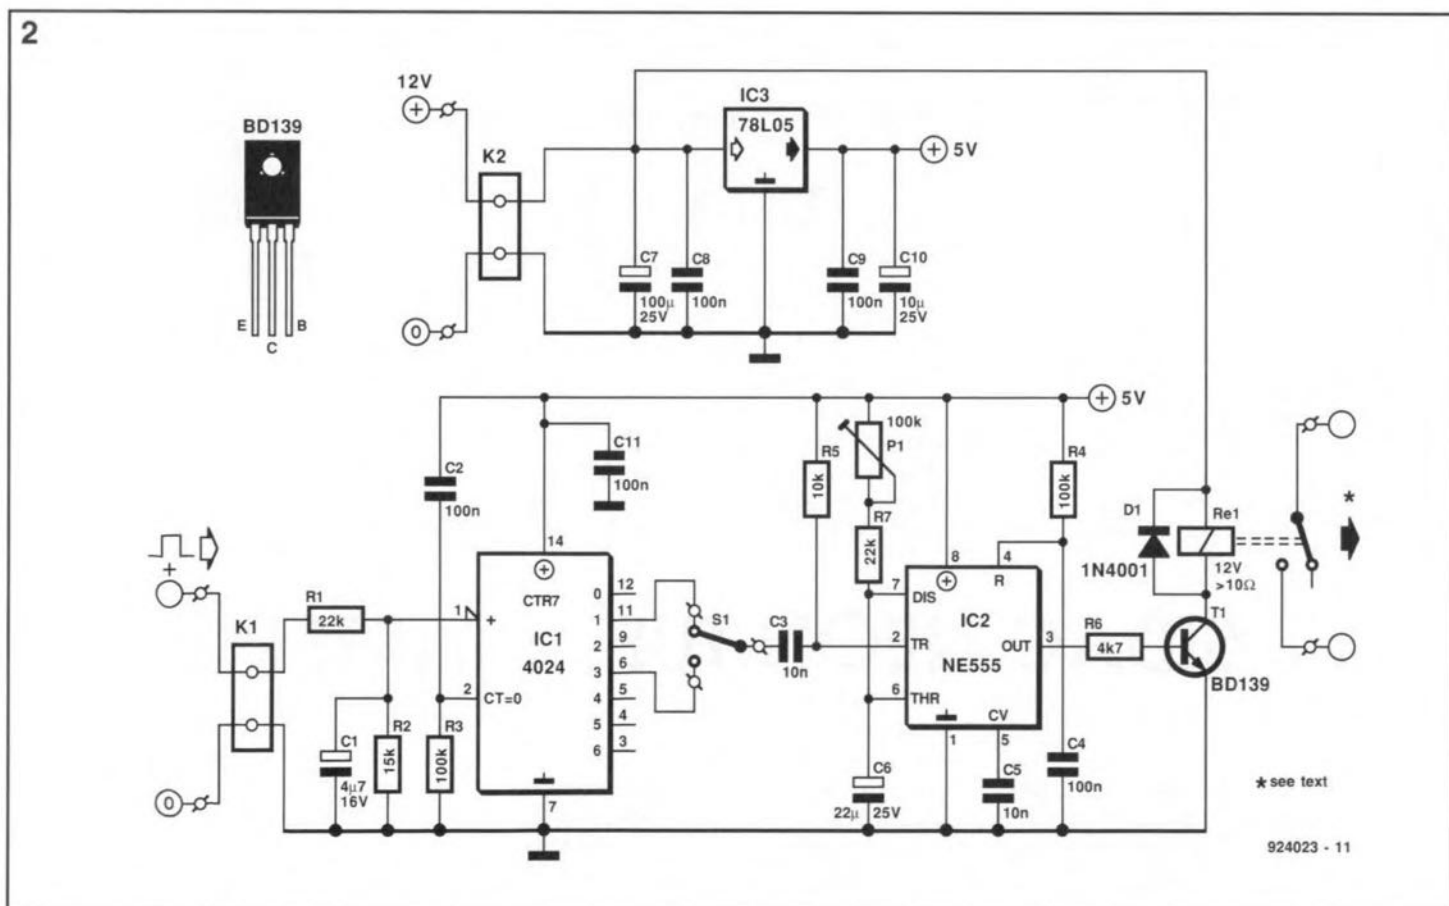 2
BD139
E
C
B
12V
+
0
K2
IC3
78L05
+ 5V
C7
100µ
25V
C8
100n
C9
100n
C10
10µ
25V
+ 5V
C2
100n
C11
100n
R5
10k
100k
P1
R7
22k
R4
100k
D1
1N4001
Re1
12V
>10Ω
*
+
K1
0
R1
22k
C1
4µ7
16V
R2
15k
R3
100k
14
+
CTR7
1
+
IC1
4024
2
CT=0
7
0
12
1
11
2
9
3
6
4
5
5
4
6
3
S1
C3
10n
8
+
4
R
7
DIS
IC2
2
TR
OUT
3
NE555
6
THR
CV
1
5
C6
22µ
25V
C5
10n
C4
100n
R6
4k7
T1
BD139
* see text
924023 - 11